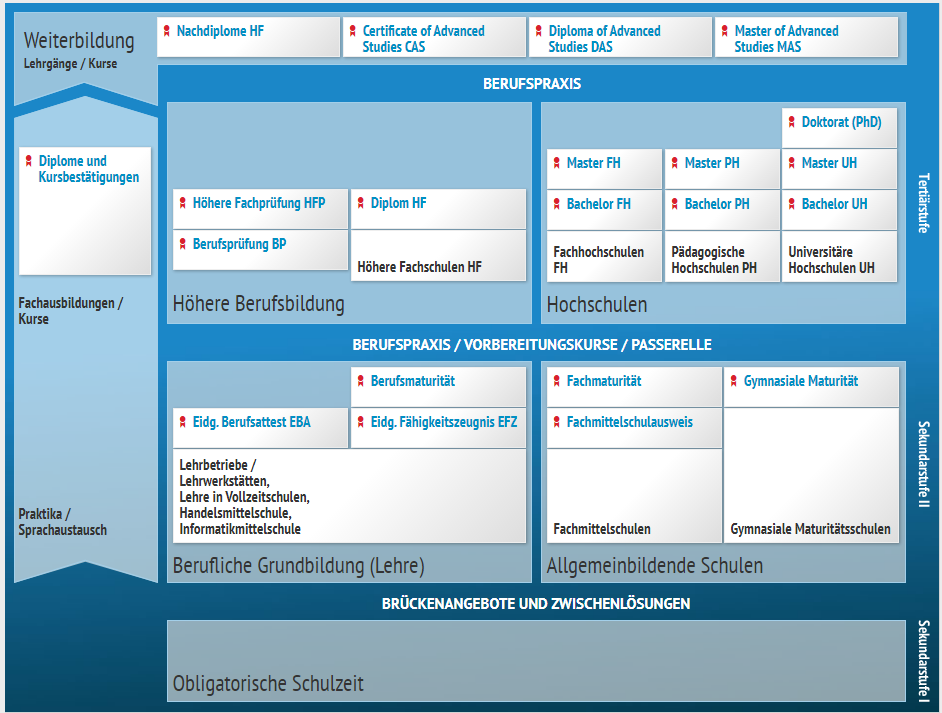 Weiterbildung
Lehrgänge / Kurse
Nachdiplome HF
Certificate of Advanced
Studies CAS
Diploma of Advanced
Studies DAS
Master of Advanced
Studies MAS
BERUFSPRAXIS
Diplome und
Kursbestätigungen
Fachausbildungen /
Kurse
Praktika /
Sprachaustausch
Höhere Fachprüfung HFP
Diplom HF
Berufsprüfung BP
Höhere Fachschulen HF
Höhere Berufsbildung
Doktorat (PhD)
Master FH
Master PH
Master UH
Bachelor FH
Bachelor PH
Bachelor UH
Fachhochschulen
FH
Pädagogische
Hochschulen PH
Universitäre
Hochschulen UH
Hochschulen
Tertiärstufe
BERUFSPRAXIS / VORBEREITUNGSKURSE / PASSERELLE
Berufsmaturität
Eidg. Berufsattest EBA
Eidg. Fähigkeitszeugnis EFZ
Lehrbetriebe /
Lehrwerkstätten,
Lehre in Vollzeitschulen,
Handelsmittelschule,
Informatikmittelschule
Berufliche Grundbildung (Lehre)
Fachmaturität
Gymnasiale Maturität
Fachmittelschulausweis
Fachmittelschulen
Gymnasiale Maturitätsschulen
Allgemeinbildende Schulen
Sekundarstufe II
BRÜCKENANGEBOTE UND ZWISCHENLÖSUNGEN
Obligatorische Schulzeit
Sekundarstufe I